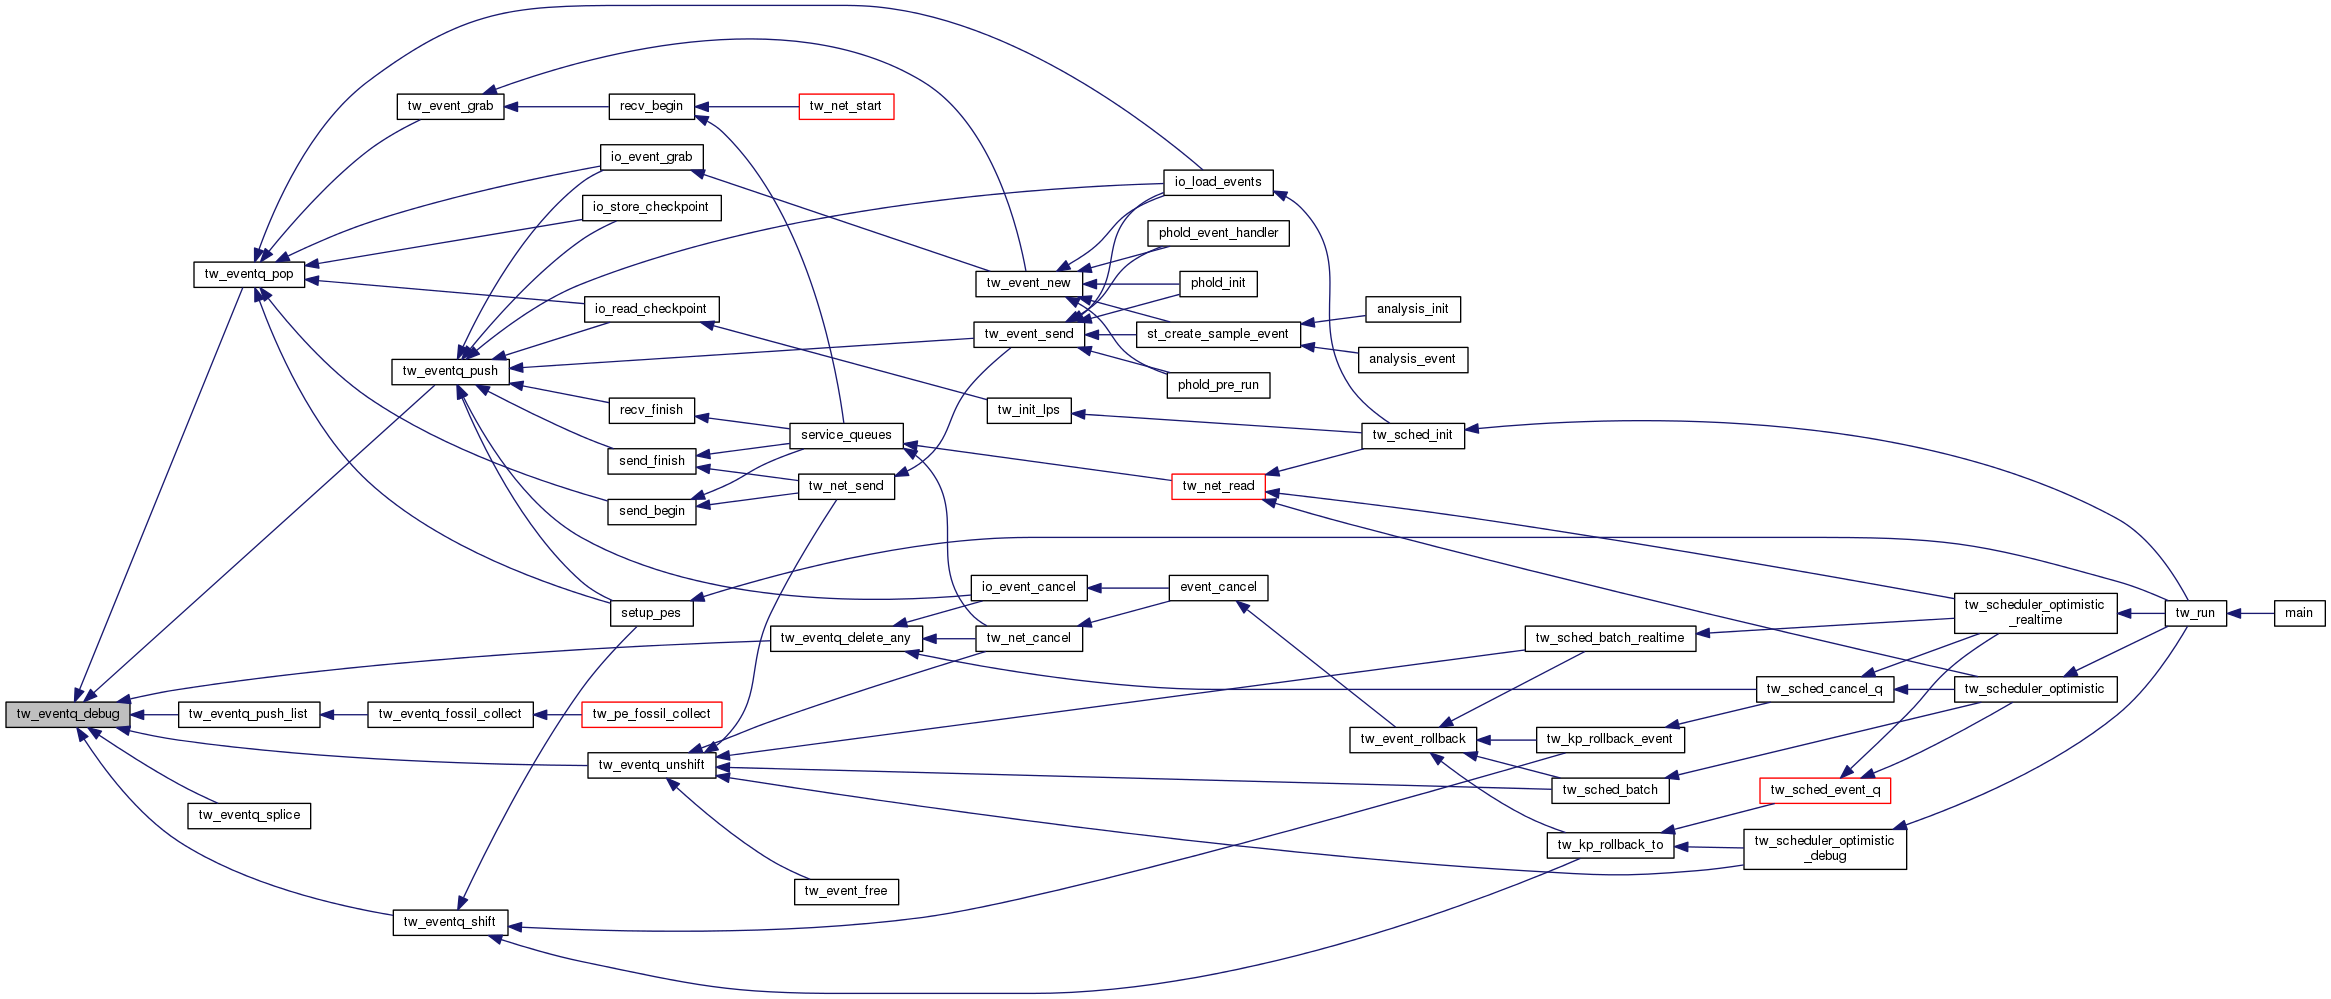 tw_event_grab
recv_begin
tw_net_start
io_event_grab
io_load_events
io_store_checkpoint
phold_event_handler
tw_eventq_pop
tw_event_new
phold_init
io_read_checkpoint
analysis_init
tw_event_send
st_create_sample_event
analysis_event
tw_eventq_push
phold_pre_run
recv_finish
tw_init_lps
service_queues
tw_sched_init
send_finish
tw_net_send
tw_net_read
send_begin
io_event_cancel
event_cancel
tw_scheduler_optimistic
_realtime
setup_pes
tw_run
main
tw_eventq_delete_any
tw_net_cancel
tw_sched_batch_realtime
tw_sched_cancel_q
tw_scheduler_optimistic
tw_eventq_debug
tw_eventq_push_list
tw_eventq_fossil_collect
tw_pe_fossil_collect
tw_event_rollback
tw_kp_rollback_event
tw_eventq_unshift
tw_sched_batch
tw_sched_event_q
tw_eventq_splice
tw_kp_rollback_to
tw_scheduler_optimistic
_debug
tw_event_free
tw_eventq_shift